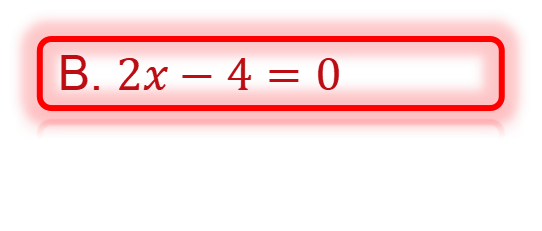 B. 2x − 4 = 0